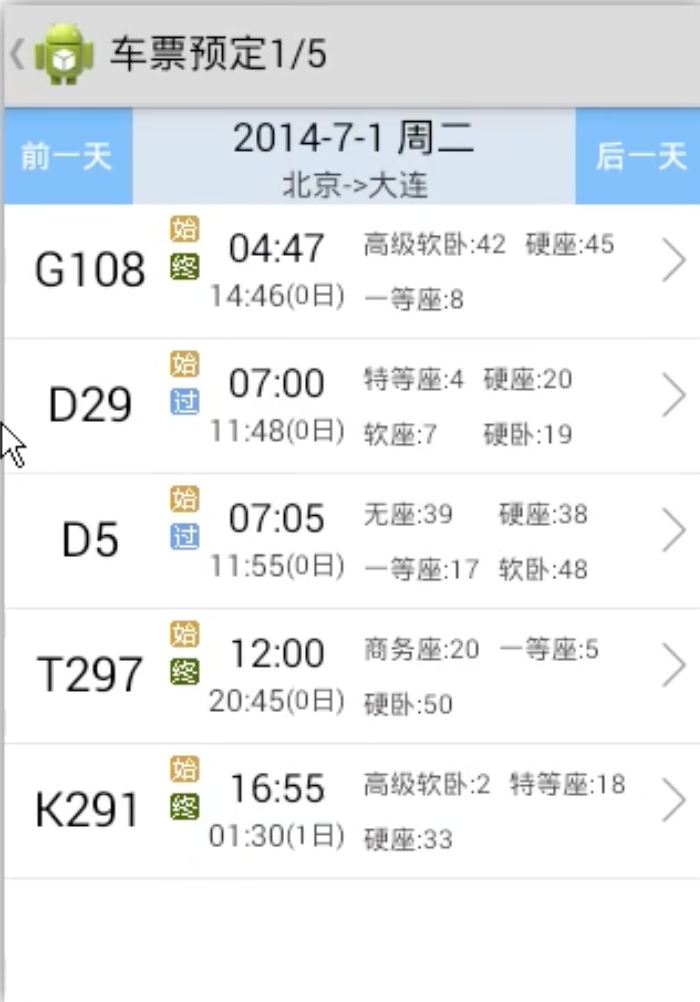 车票预定1/5
前一天
2014-7-1 周二
北京->大连
后一天
G108
始
终
04:47
14:46(0日)
高级软卧:42 硬座:45
一等座:8
D29
始
过
07:00
11:48(0日)
特等座:4 硬座:20
软座:7 硬卧:19
D5
始
过
07:05
11:55(0日)
无座:39 硬座:38
一等座:17 软卧:48
T297
始
终
12:00
20:45(0日)
商务座:20 一等座:5
硬卧:50
K291
始
终
16:55
01:30(1日)
高级软卧:2 特等座:18
硬座:33